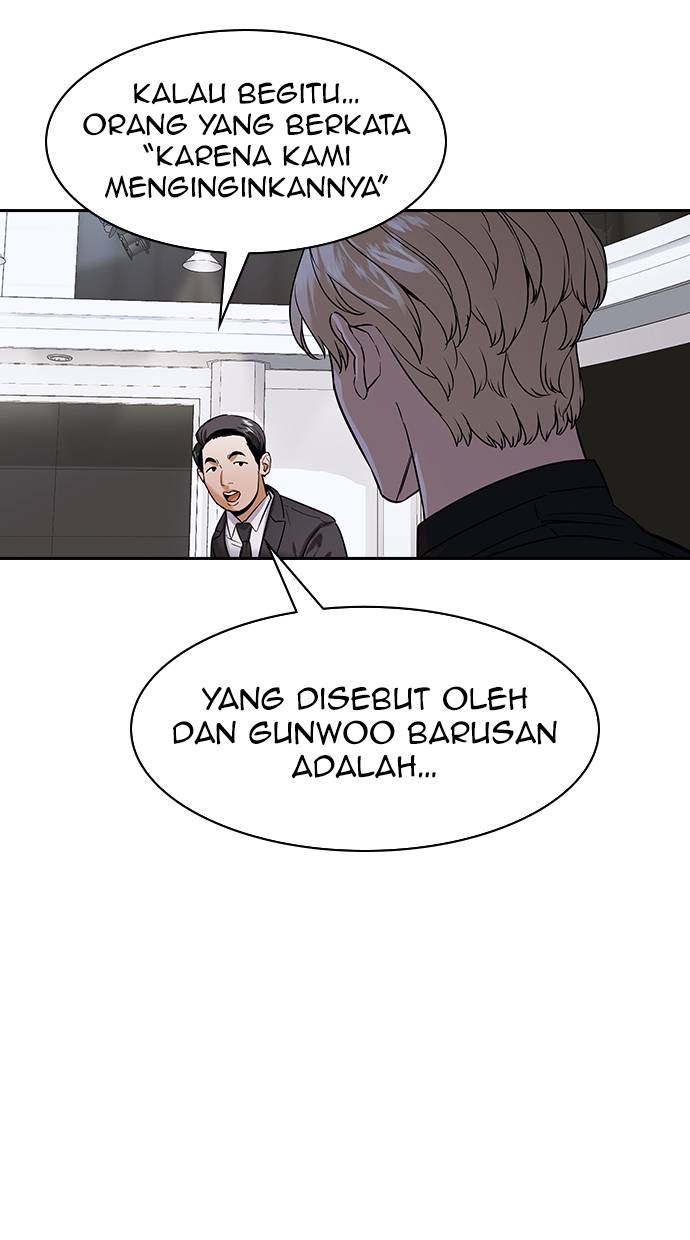 KALAU BEGITU...
ORANG YANG BERKATA
"KARENA KAMI
MENGINGINKANNYA"
YANG DISEBUT OLEH
DAN GUNWOO BARUSAN
ADALAH...